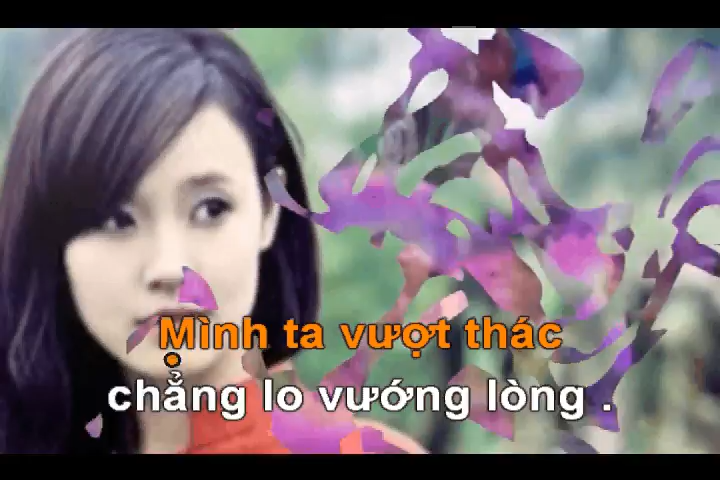 Mình ta vượt thác
chẳng lo vướng lòng .